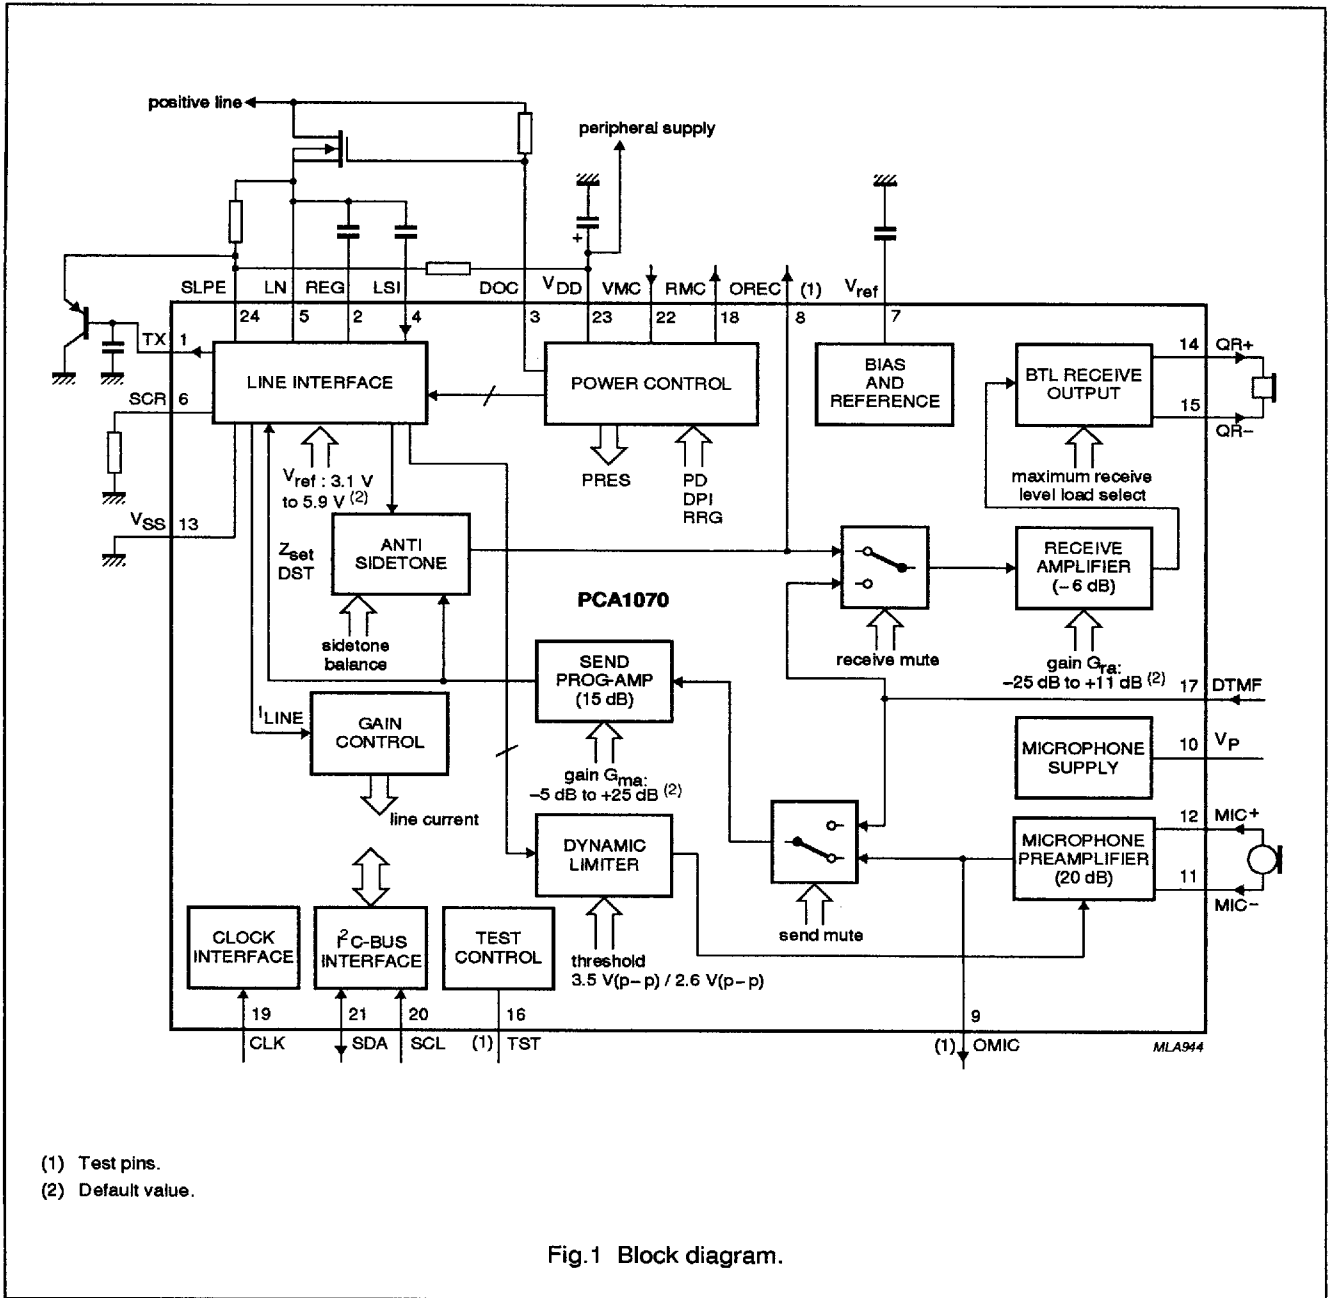 positive line
peripheral supply
+
SLPE LN REG LSI DOC VDD VMC RMC OREC (1) Vref
24 5 2 4 3 23 22 18 8 7
TX 1
LINE INTERFACE
POWER CONTROL
BIAS
AND
REFERENCE
BTL RECEIVE
OUTPUT
14 QR+
15
QR−
SCR 6
Vref : 3.1 V
to 5.9 V (2)
PRES
PD
DPI
RRG
maximum receive
level load select
VSS 13
Zset
DST
ANTI
SIDETONE
RECEIVE
AMPLIFIER
(−6 dB)
PCA1070
sidetone
balance
receive mute
gain Gra:
−25 dB to +11 dB (2)
SEND
PROG-AMP
(15 dB)
17 DTMF
ILINE
GAIN
CONTROL
MICROPHONE
SUPPLY
10 VP
gain Gma:
−5 dB to +25 dB (2)
line current
DYNAMIC
LIMITER
MICROPHONE
PREAMPLIFIER
(20 dB)
12 MIC+
11
MIC−
send mute
CLOCK
INTERFACE
I2C-BUS
INTERFACE
TEST
CONTROL
threshold
3.5 V(p−p) / 2.6 V(p−p)
19 21 20 16 9
CLK SDA SCL (1) TST (1) OMIC
MLA944
(1) Test pins.
(2) Default value.
Fig.1 Block diagram.